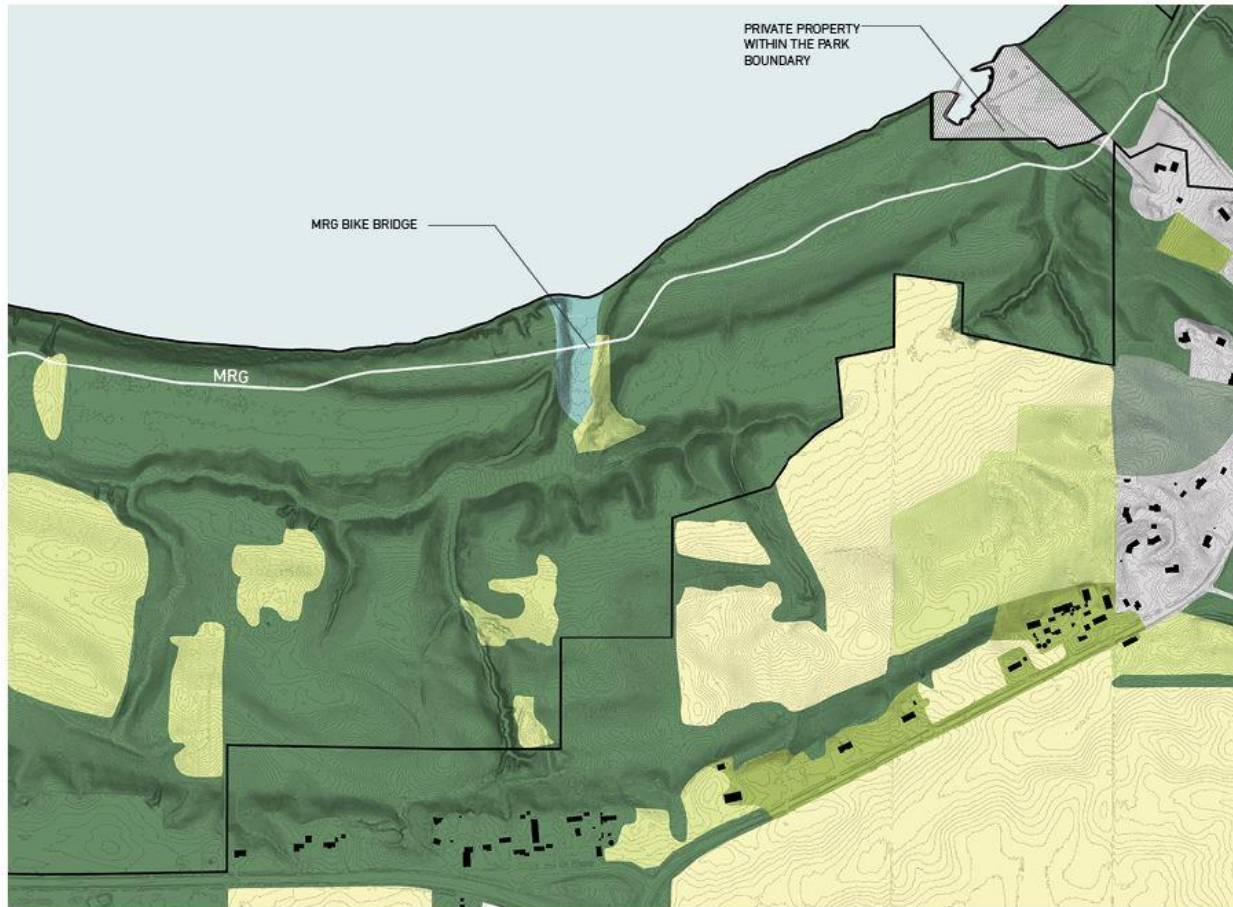 PRIVATE PROPERTY
WITHIN THE PARK
BOUNDARY
MRG BIKE BRIDGE
MRG